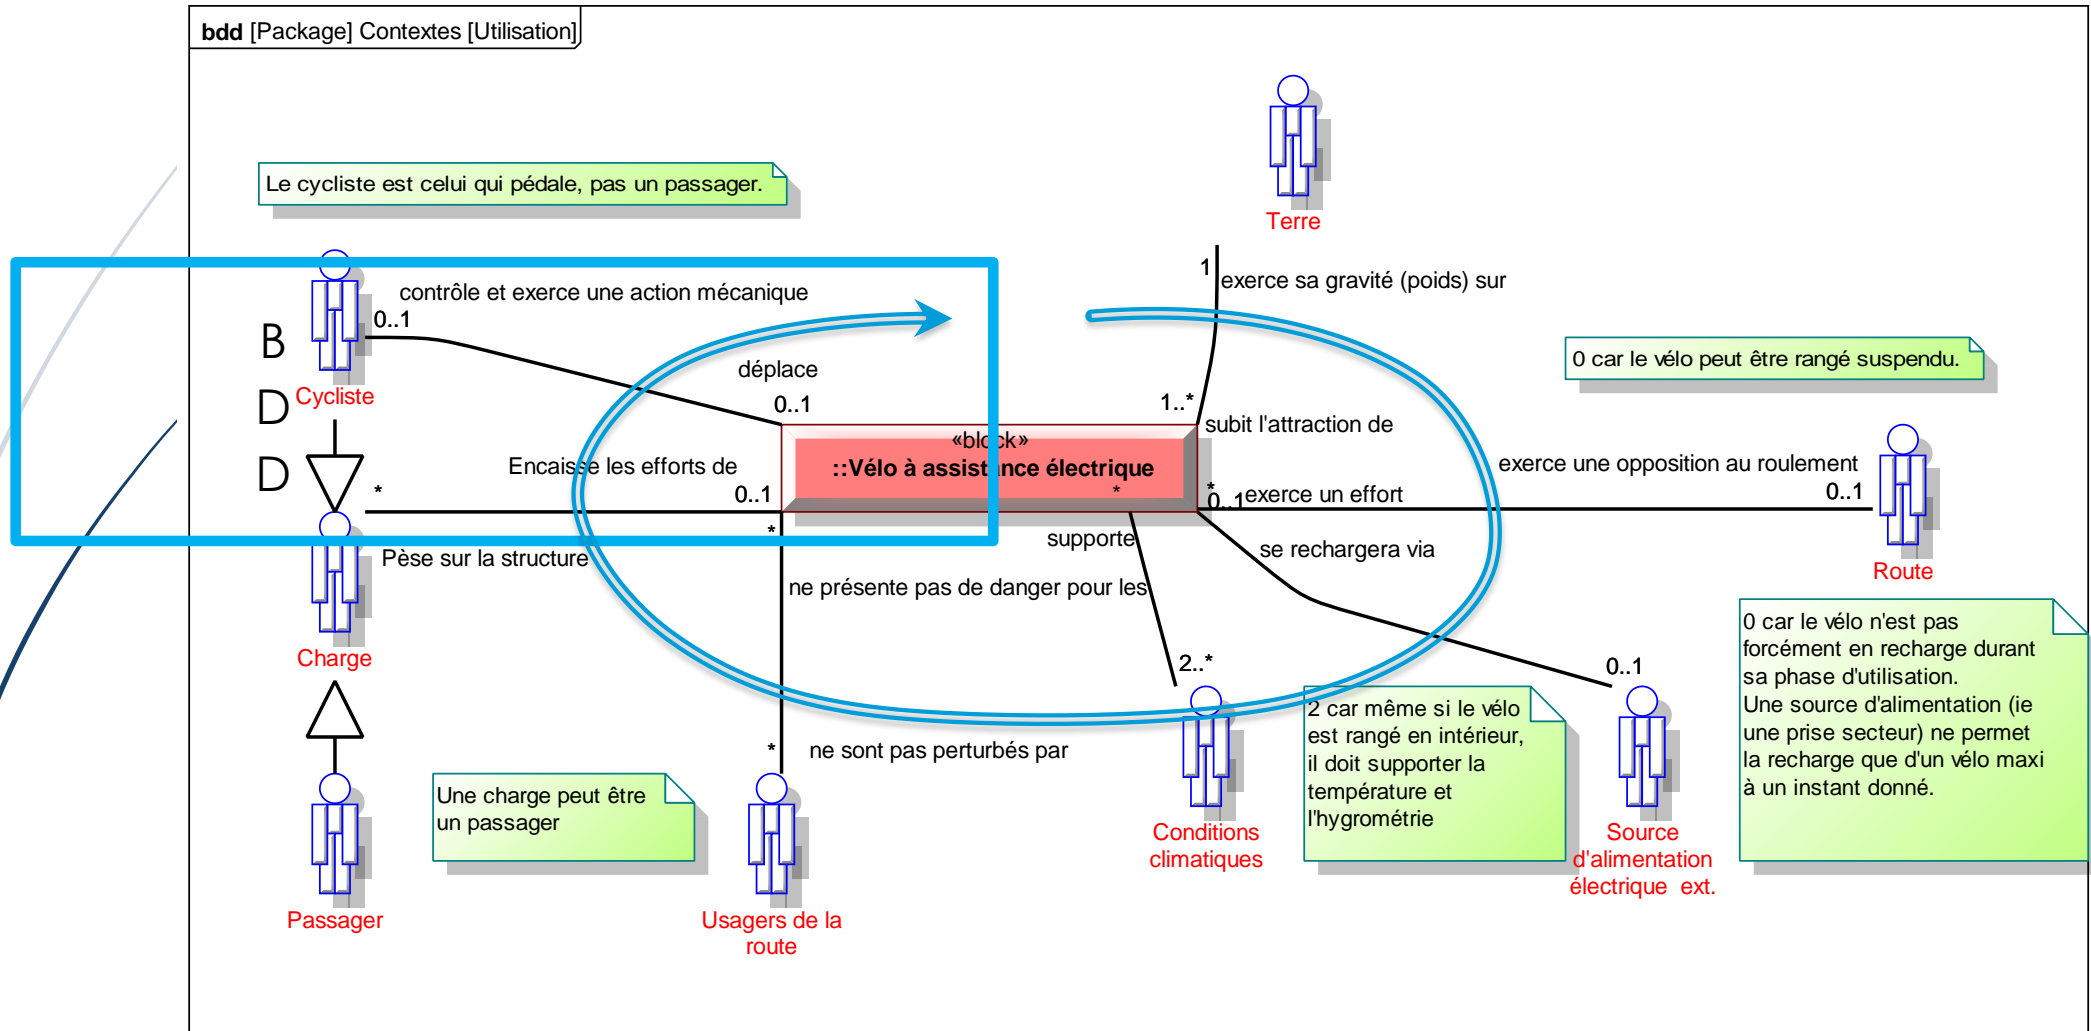 bdd [Package] Contextes [Utilisation]
Le cycliste est celui qui pédale, pas un passager.
Terre
1
exerce sa gravité (poids) sur
contrôle et exerce une action mécanique
0..1
B
D
D
Cycliste
déplace
0..1
1..*
subit l'attraction de
0 car le vélo peut être rangé suspendu.
«block»
::Vélo à assistance électrique
Encaisse les efforts de
*
0..1
*
*
0..1
exerce un effort
exerce une opposition au roulement
0..1
Route
Pèse sur la structure
*
supporte
se rechargera via
ne présente pas de danger pour les
Charge
2..*
0..1
0 car le vélo n'est pas
forcément en recharge durant
sa phase d'utilisation.
Une source d'alimentation (ie
une prise secteur) ne permet
la recharge que d'un vélo maxi
à un instant donné.
2 car même si le vélo
est rangé en intérieur,
il doit supporter la
température et
l'hygrométrie
*
ne sont pas perturbés par
Une charge peut être
un passager
Passager
Usagers de la
route
Conditions
climatiques
Source
d'alimentation
électrique ext.